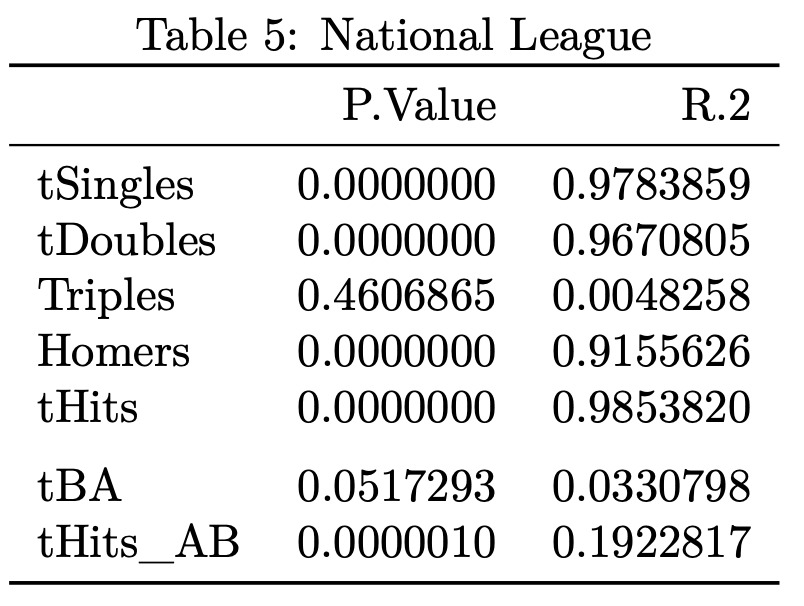 Table 5: National League
P.Value R.2
tSingles 0.0000000 0.9783859
tDoubles 0.0000000 0.9670805
Triples 0.4606865 0.0048258
Homers 0.0000000 0.9155626
tHits 0.0000000 0.9853820
tBA 0.0517293 0.0330798
tHits_AB 0.0000010 0.1922817